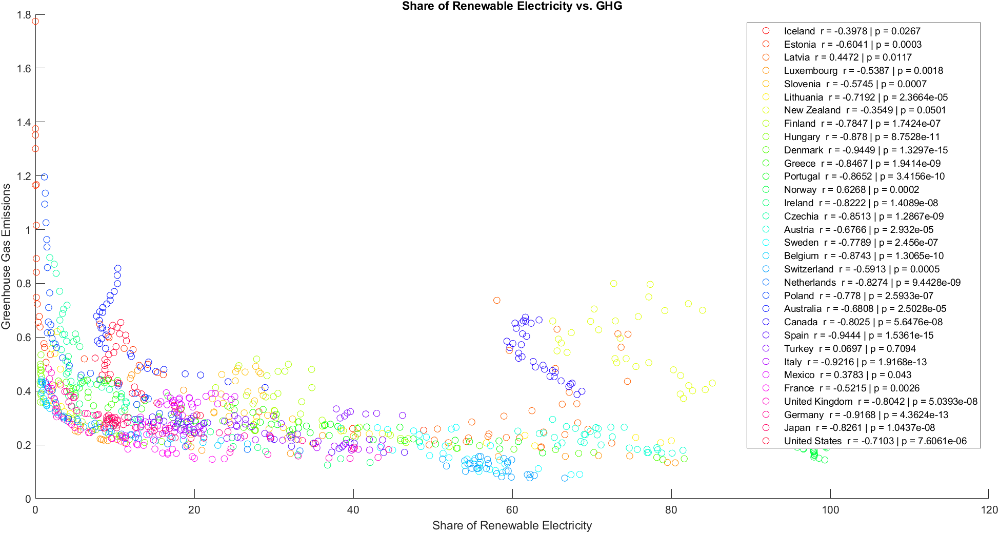 Share of Renewable Electricity vs. GHG
1.8
1.6
1.4
1.2
1
0.8
0.6
0.4
0.2
0
Greenhouse Gas Emissions
Iceland r = -0.3978 | p = 0.0267
Estonia r = -0.6041 | p = 0.0003
Latvia r = 0.4472 | p = 0.0117
Luxembourg r = -0.5387 | p = 0.0018
Slovenia r = -0.5745 | p = 0.0007
Lithuania r = -0.7192 | p = 2.3664e-05
New Zealand r = -0.3549 | p = 0.0501
Finland r = -0.7847 | p = 1.7424e-07
Hungary r = -0.878 | p = 8.7528e-11
Denmark r = -0.9449 | p = 1.3297e-15
Greece r = -0.8467 | p = 1.9414e-09
Portugal r = -0.8652 | p = 3.4156e-10
Norway r = 0.6268 | p = 0.0002
Ireland r = -0.8222 | p = 1.4089e-08
Czechia r = -0.8513 | p = 1.2867e-09
Austria r = -0.6766 | p = 2.932e-05
Sweden r = -0.7789 | p = 2.456e-07
Belgium r = -0.8743 | p = 1.3065e-10
Switzerland r = -0.5913 | p = 0.0005
Netherlands r = -0.8274 | p = 9.4428e-09
Poland r = -0.778 | p = 2.5933e-07
Australia r = -0.6808 | p = 2.5028e-05
Canada r = -0.8025 | p = 5.6476e-08
Spain r = -0.9444 | p = 1.5361e-15
Turkey r = 0.0697 | p = 0.7094
Italy r = -0.9216 | p = 1.9168e-13
Mexico r = 0.3783 | p = 0.043
France r = -0.5215 | p = 0.0026
United Kingdom r = -0.8042 | p = 5.0393e-08
Germany r = -0.9168 | p = 4.3624e-13
Japan r = -0.8261 | p = 1.0437e-08
United States r = -0.7103 | p = 7.6061e-06
0 20 40 60 80 100 120
Share of Renewable Electricity